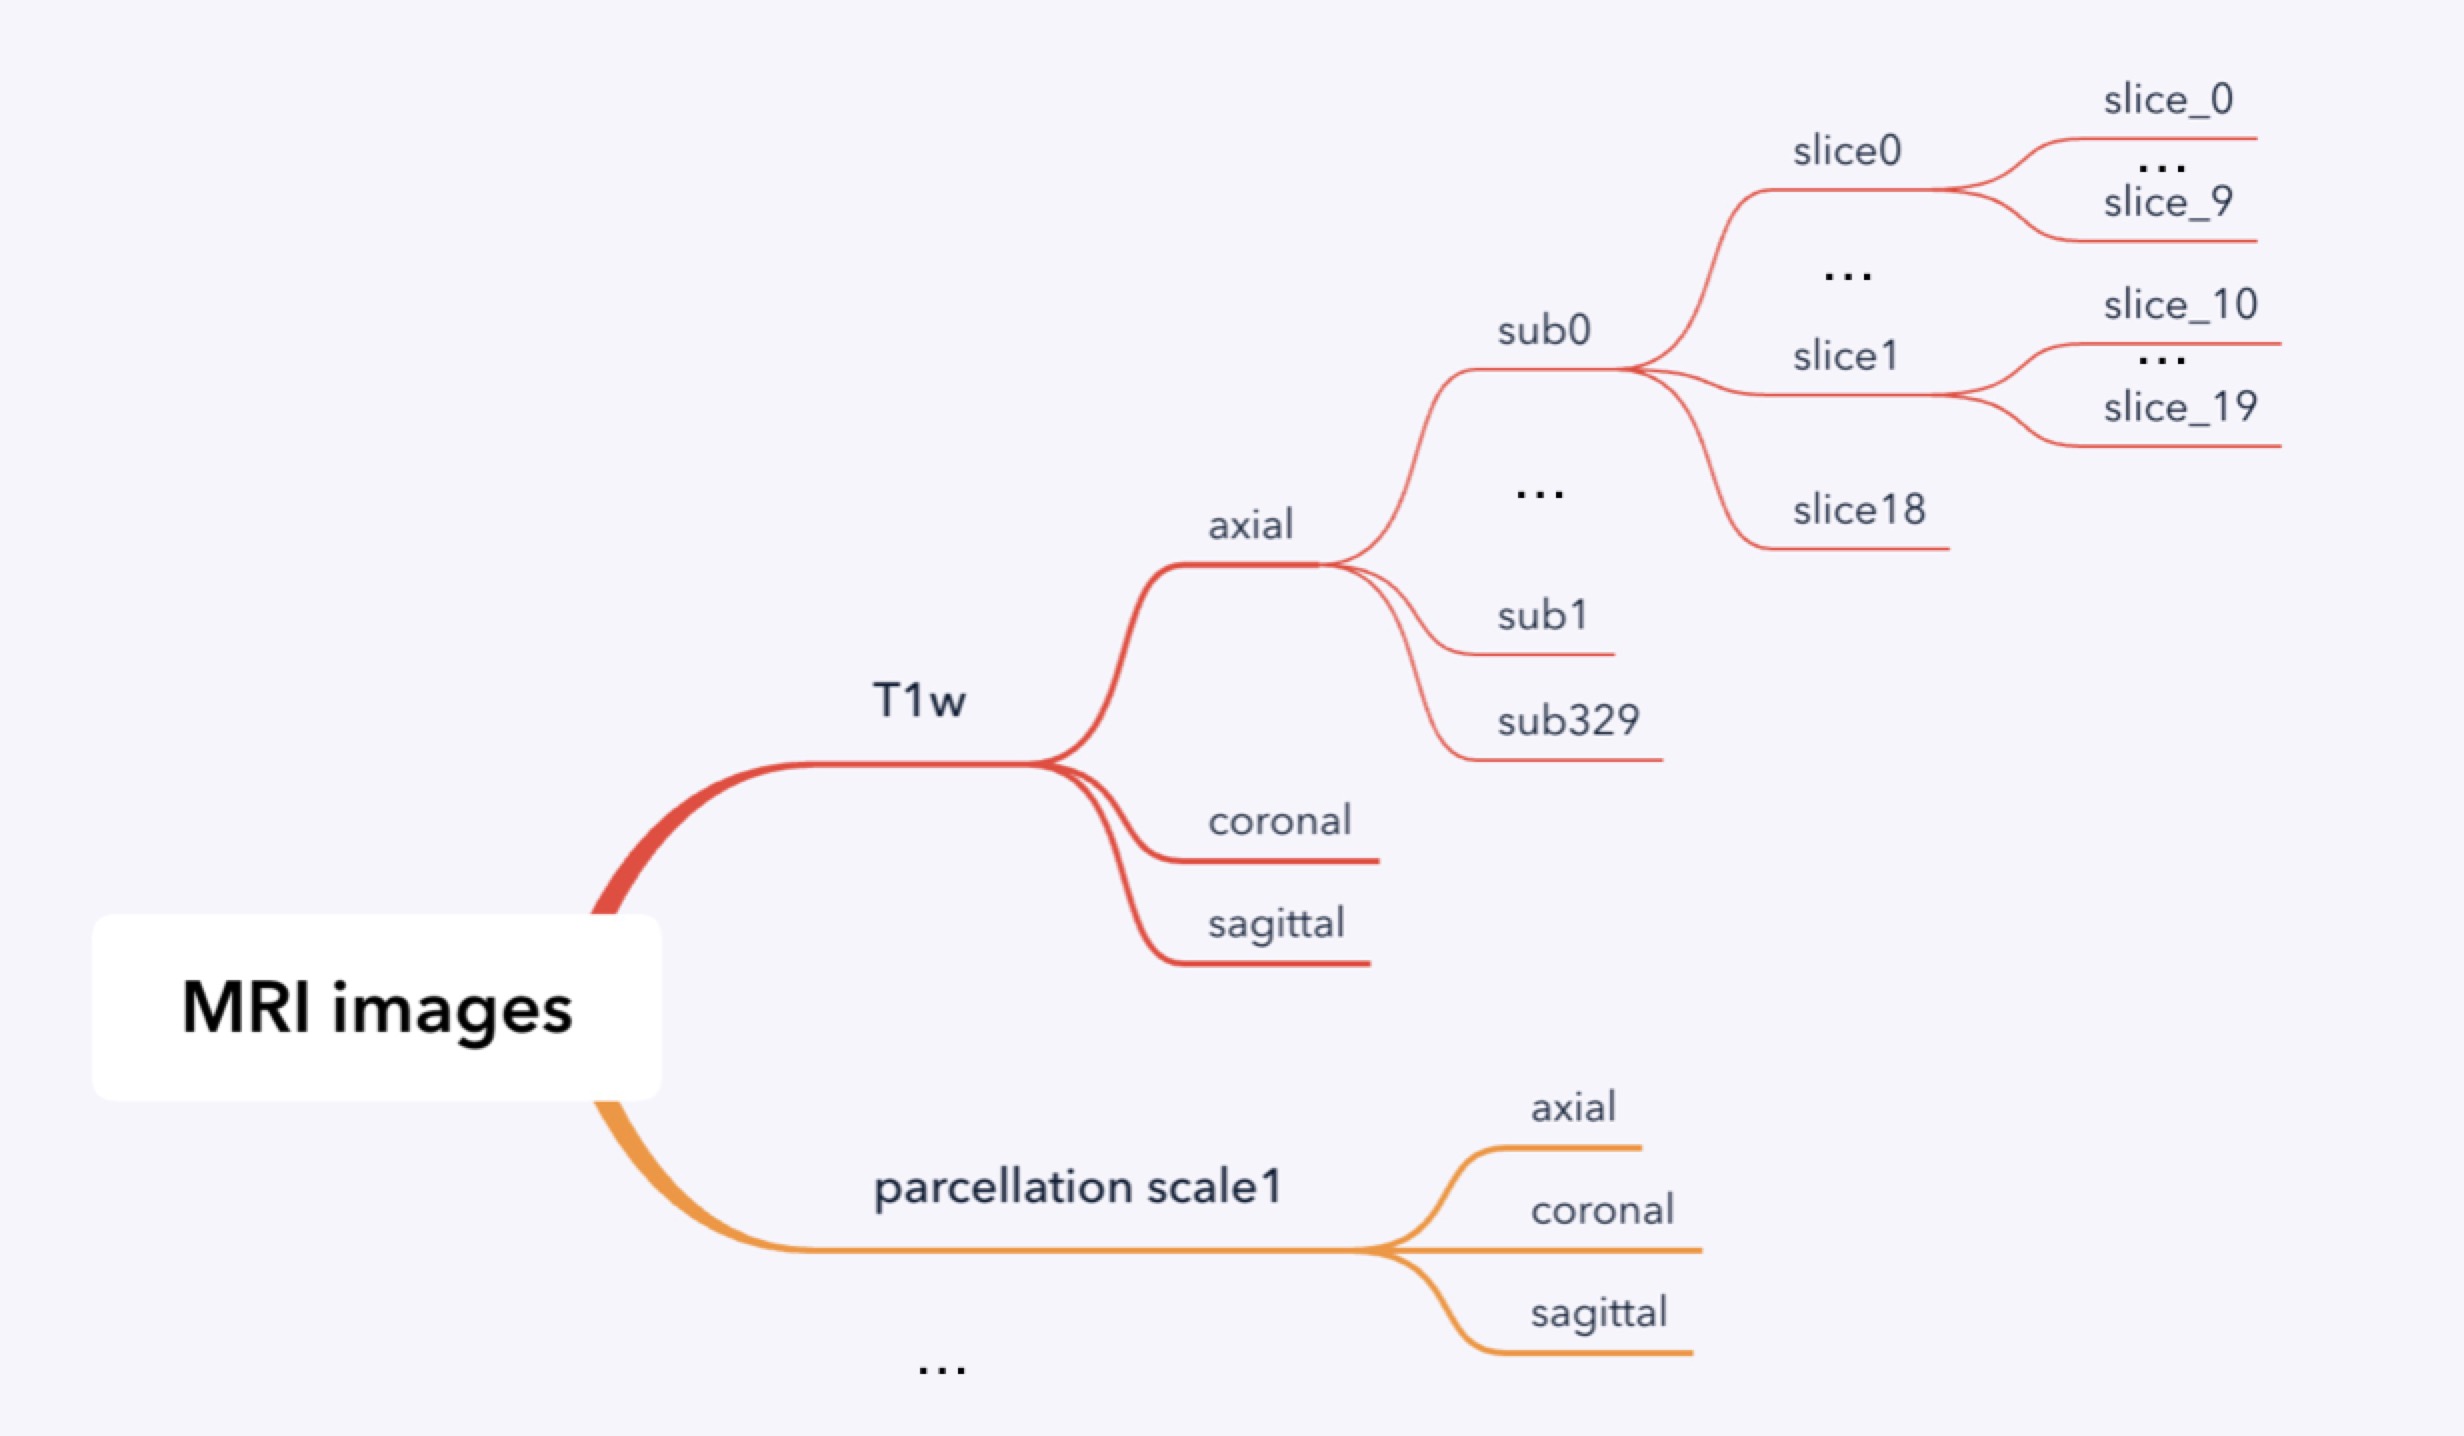 slice_0
...
slice_9
slice0
...
slice_10
...
slice_19
slice1
slice18
sub0
...
sub1
sub329
axial
T1w
coronal
sagittal
MRI images
parcellation scale1
axial
coronal
sagittal
...